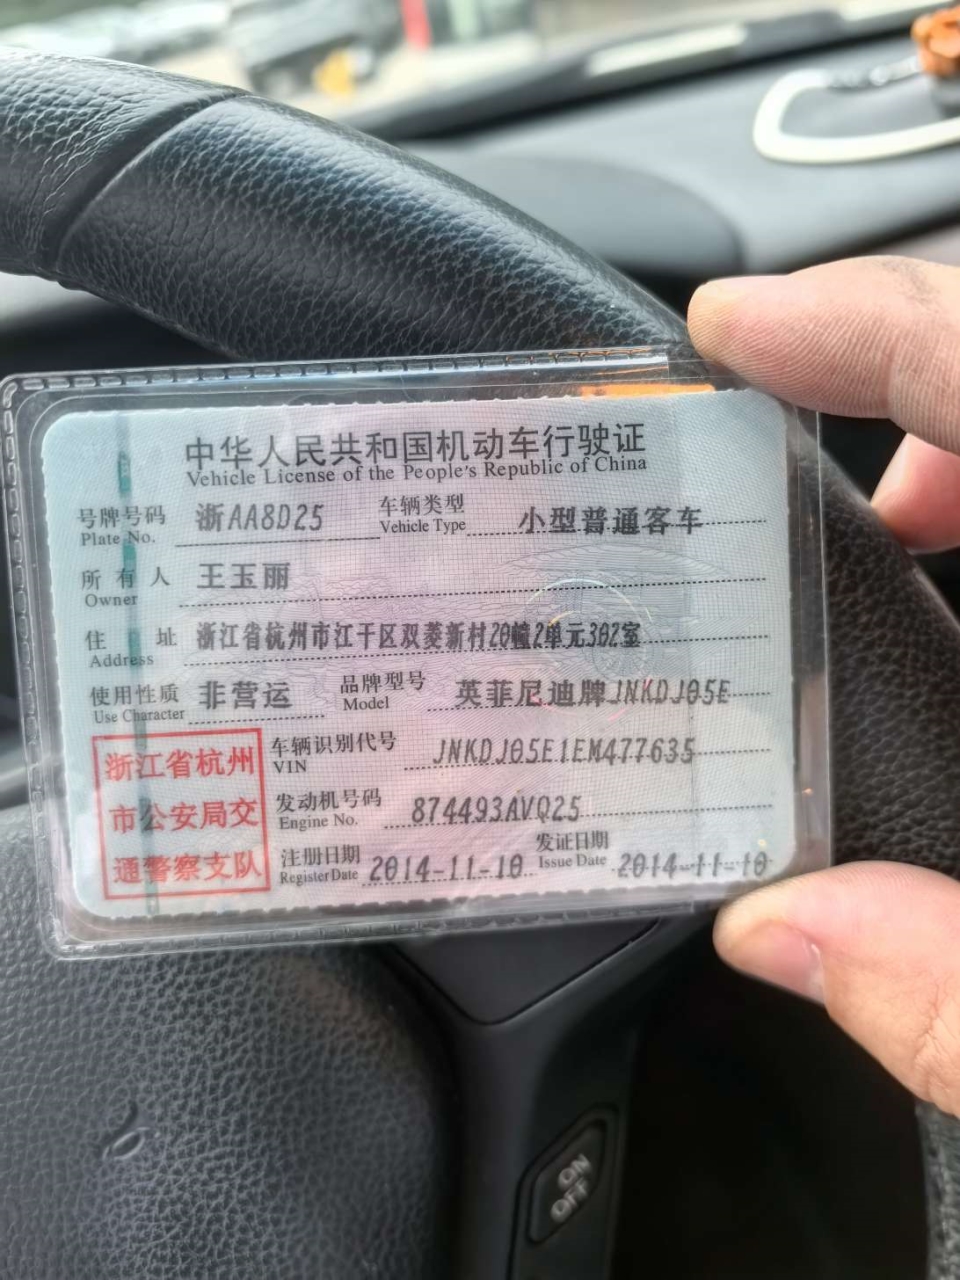 中华人民共和国机动车行驶证
Vehicle License of the People's Republic of China
号牌号码 浙AA8D25 车辆类型 小型普通客车
Plate No. Vehicle Type
所有人 王玉丽
Owner
住址 浙江省杭州市江干区双菱新村20幢2单元302室
Address
使用性质 非营运 品牌型号 英菲尼迪牌JNKDJ05E
Use Character Model
浙江省杭州
市公安局交
通警察支队
车辆识别代号 JNKDJ05E1EM477635
VIN
发动机号码 874493AVQ25
Engine No.
注册日期 2014-11-10 发证日期 2014-11-10
Register Date Issue Date
ON
OFF